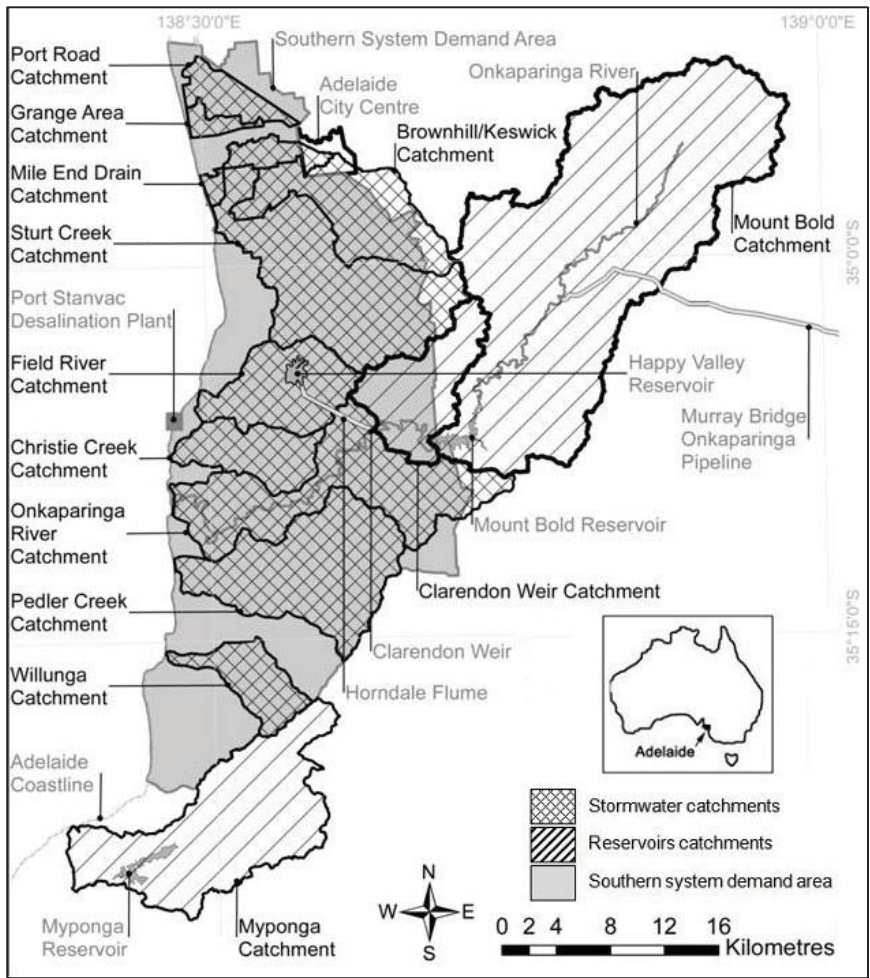 138°30'0"E
139°0'0"E
Port Road
Catchment
Southern System Demand Area
Onkaparinga River
Adelaide
City Centre
Grange Area
Catchment
Brownhill/Keswick
Catchment
Mile End Drain
Catchment
Mount Bold
Catchment
Sturt Creek
Catchment
35°0'0"S
Port Stanvac
Desalination Plant
Field River
Catchment
Happy Valley
Reservoir
Murray Bridge
Onkaparinga
Pipeline
Christie Creek
Catchment
Onkaparinga
River
Catchment
Mount Bold Reservoir
Clarendon Weir Catchment
Pedler Creek
Catchment
Clarendon Weir
35°15'0"S
Willunga
Catchment
Horndale Flume
Adelaide
Adelaide
Coastline
Stormwater catchments
Reservoirs catchments
Southern system demand area
N
W
E
S
Myponga
Reservoir
Myponga
Catchment
0 2 4 8 12 16
Kilometres